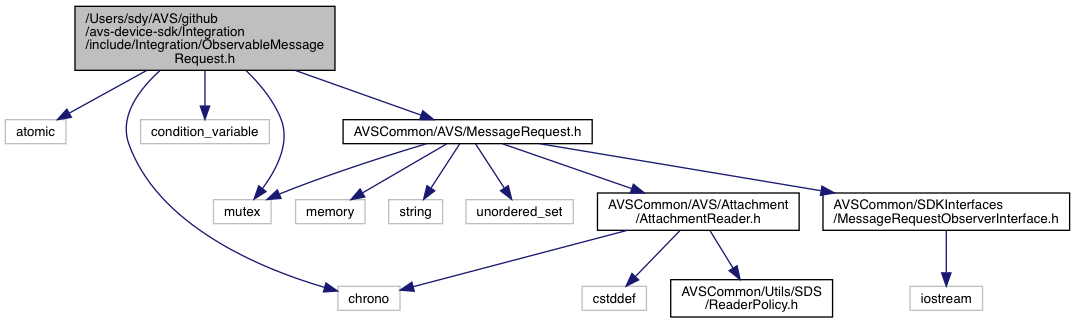 /Users/sdy/AVS/github
/avs-device-sdk/Integration
/include/Integration/ObservableMessage
Request.h
atomic
condition_variable
AVSCommon/AVS/MessageRequest.h
mutex
memory
string
unordered_set
AVSCommon/AVS/Attachment
/AttachmentReader.h
AVSCommon/SDKInterfaces
/MessageRequestObserverInterface.h
chrono
cstddef
AVSCommon/Utils/SDS
/ReaderPolicy.h
iostream